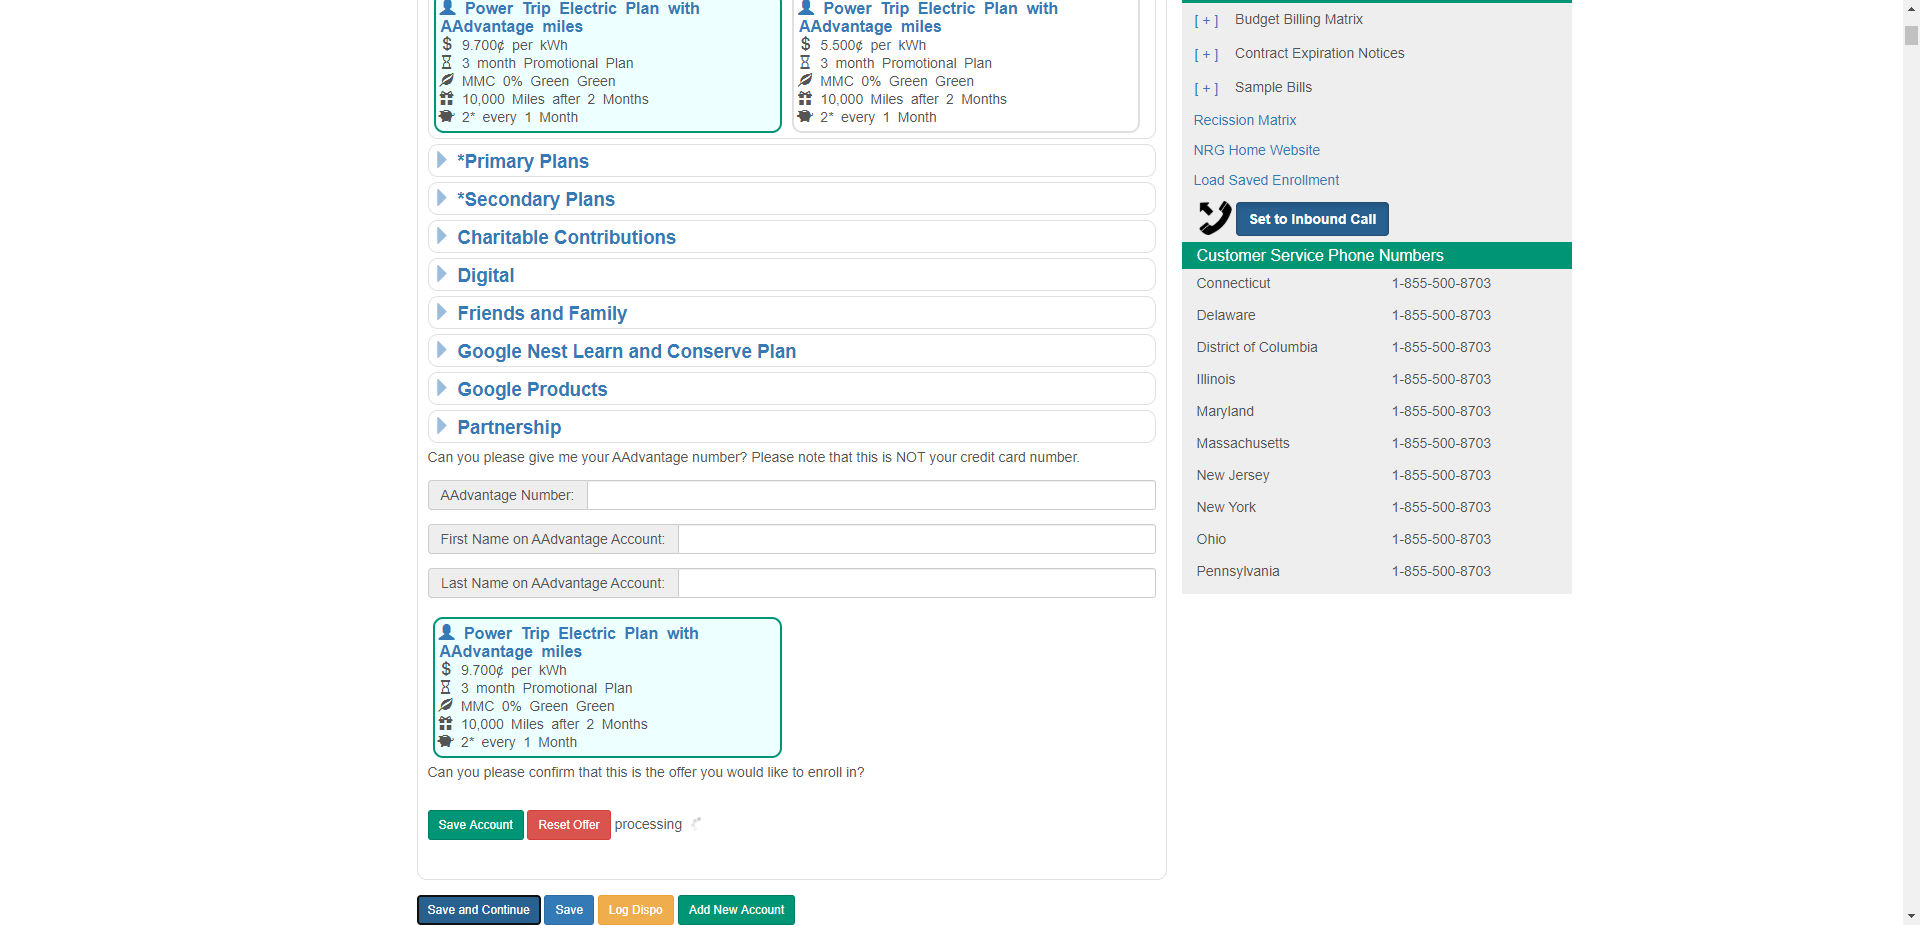 Power Trip Electric Plan with
AAdvantage miles
$ 9.700¢ per kWh
3 month Promotional Plan
MMC 0% Green Green
10,000 Miles after 2 Months
2* every 1 Month
Power Trip Electric Plan with
AAdvantage miles
$ 5.500¢ per kWh
3 month Promotional Plan
MMC 0% Green Green
10,000 Miles after 2 Months
2* every 1 Month
*Primary Plans
*Secondary Plans
Charitable Contributions
Digital
Friends and Family
Google Nest Learn and Conserve Plan
Google Products
Partnership
Can you please give me your AAdvantage number? Please note that this is NOT your credit card number.
AAdvantage Number:
First Name on AAdvantage Account:
Last Name on AAdvantage Account:
Power Trip Electric Plan with
AAdvantage miles
$ 9.700¢ per kWh
3 month Promotional Plan
MMC 0% Green Green
10,000 Miles after 2 Months
2* every 1 Month
Can you please confirm that this is the offer you would like to enroll in?
Save Account Reset Offer processing
Save and Continue Save Log Dispo Add New Account
[ + ] Budget Billing Matrix
[ + ] Contract Expiration Notices
[ + ] Sample Bills
Recission Matrix
NRG Home Website
Load Saved Enrollment
Set to Inbound Call
Customer Service Phone Numbers
Connecticut 1-855-500-8703
Delaware 1-855-500-8703
District of Columbia 1-855-500-8703
Illinois 1-855-500-8703
Maryland 1-855-500-8703
Massachusetts 1-855-500-8703
New Jersey 1-855-500-8703
New York 1-855-500-8703
Ohio 1-855-500-8703
Pennsylvania 1-855-500-8703